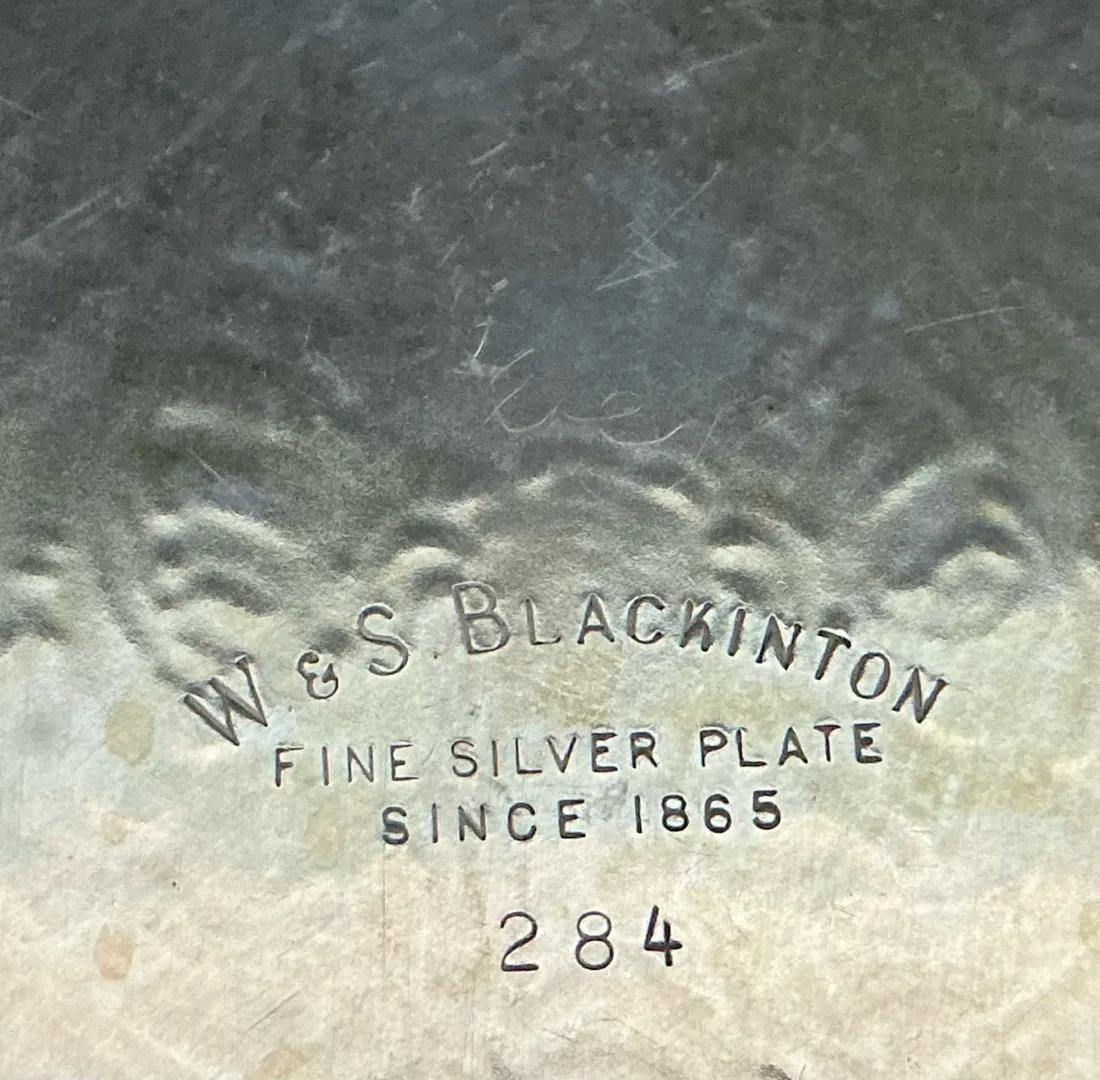 W & S. BLACKINTON
FINE SILVER PLATE
SINCE 1865
284